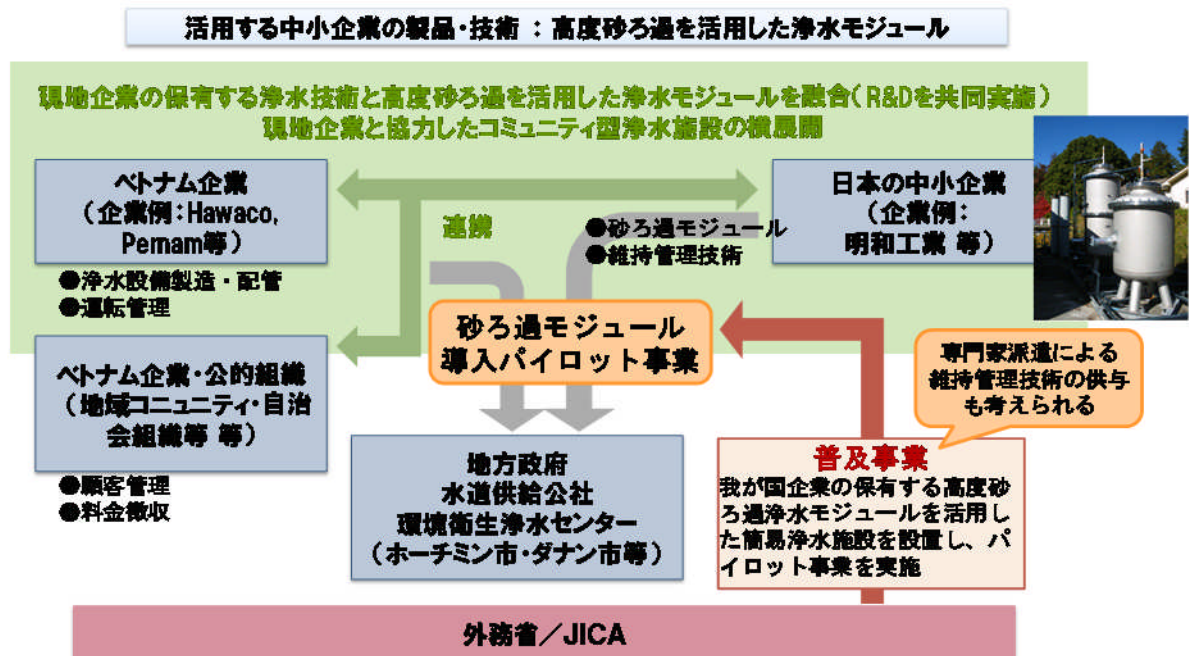 活用する中小企業の製品・技術 ： 高度砂ろ過を活用した浄水モジュール
現地企業の保有する浄水技術と高度砂ろ過を活用した浄水モジュールを融合（R&Dを共同実施）
現地企業と協力したコミュニティ型浄水施設の横展開
ベトナム企業
（企業例：Hawaco,
Pernam等）
●浄水設備製造・配管
●運転管理
連携
●砂ろ過モジュール
●維持管理技術
日本の中小企業
（企業例：
明和工業 等）
砂ろ過モジュール
導入パイロット事業
専門家派遣による
維持管理技術の供与
も考えられる
ベトナム企業・公的組織
（地域コニュニティ・自治
会組織等 等）
●顧客管理
●料金徴収
地方政府
水道供給公社
環境衛生浄水センター
（ホーチミン市・ダナン市等）
普及事業
我が国企業の保有する高度砂
ろ過浄水モジュールを活用し
た簡易浄水施設を設置し、パ
イロット事業を実施
外務省／JICA